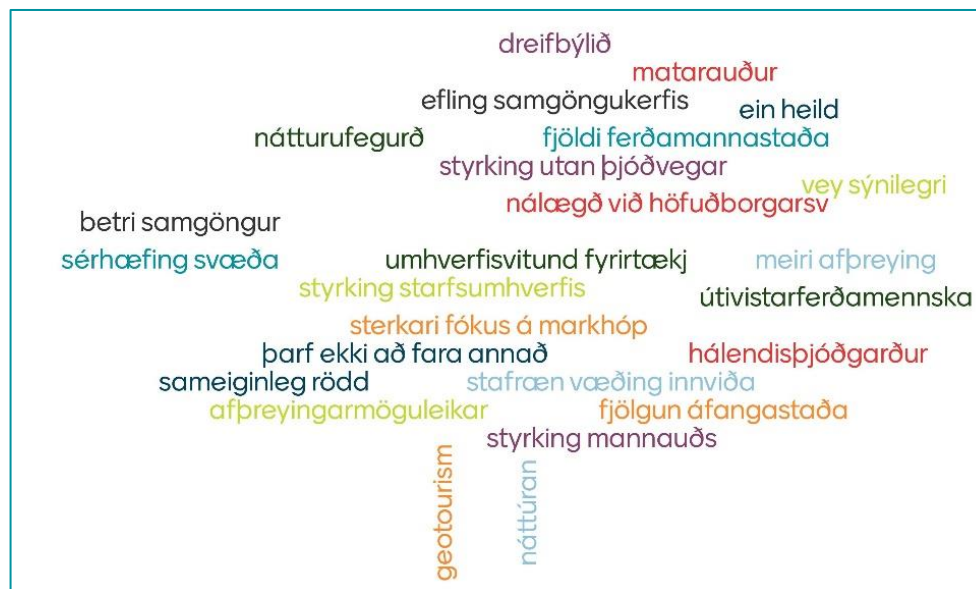 dreifbýlið
matarauður
efling samgöngukerfis
ein heild
nátturufegurð
fjöldi ferðamannastaða
styrking utan þjóðvegar
vey sýnilegri
nálægð við höfuðborgarsv
betri samgöngur
sérhæfing svæða
umhverfisvitund fyrirtækj
meiri afþreying
styrking starfsumhverfis
útivistarferðamennska
sterkari fókus á markhóp
þarf ekki að fara annað
hálendisþjóðgarður
sameiginleg rödd
stafræn væðing innviða
afþreyingarmöguleikar
fjölgun áfangastaða
styrking mannauðs
geotourism
náttúran